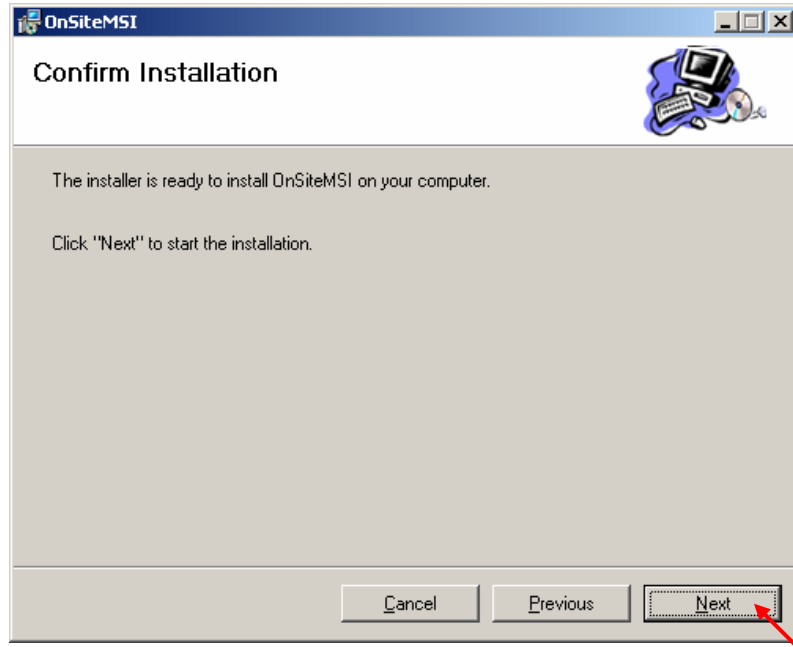 OnSiteMSI
Confirm Installation
The installer is ready to install OnSiteMSI on your computer.
Click "Next" to start the installation.
Cancel
Previous
Next